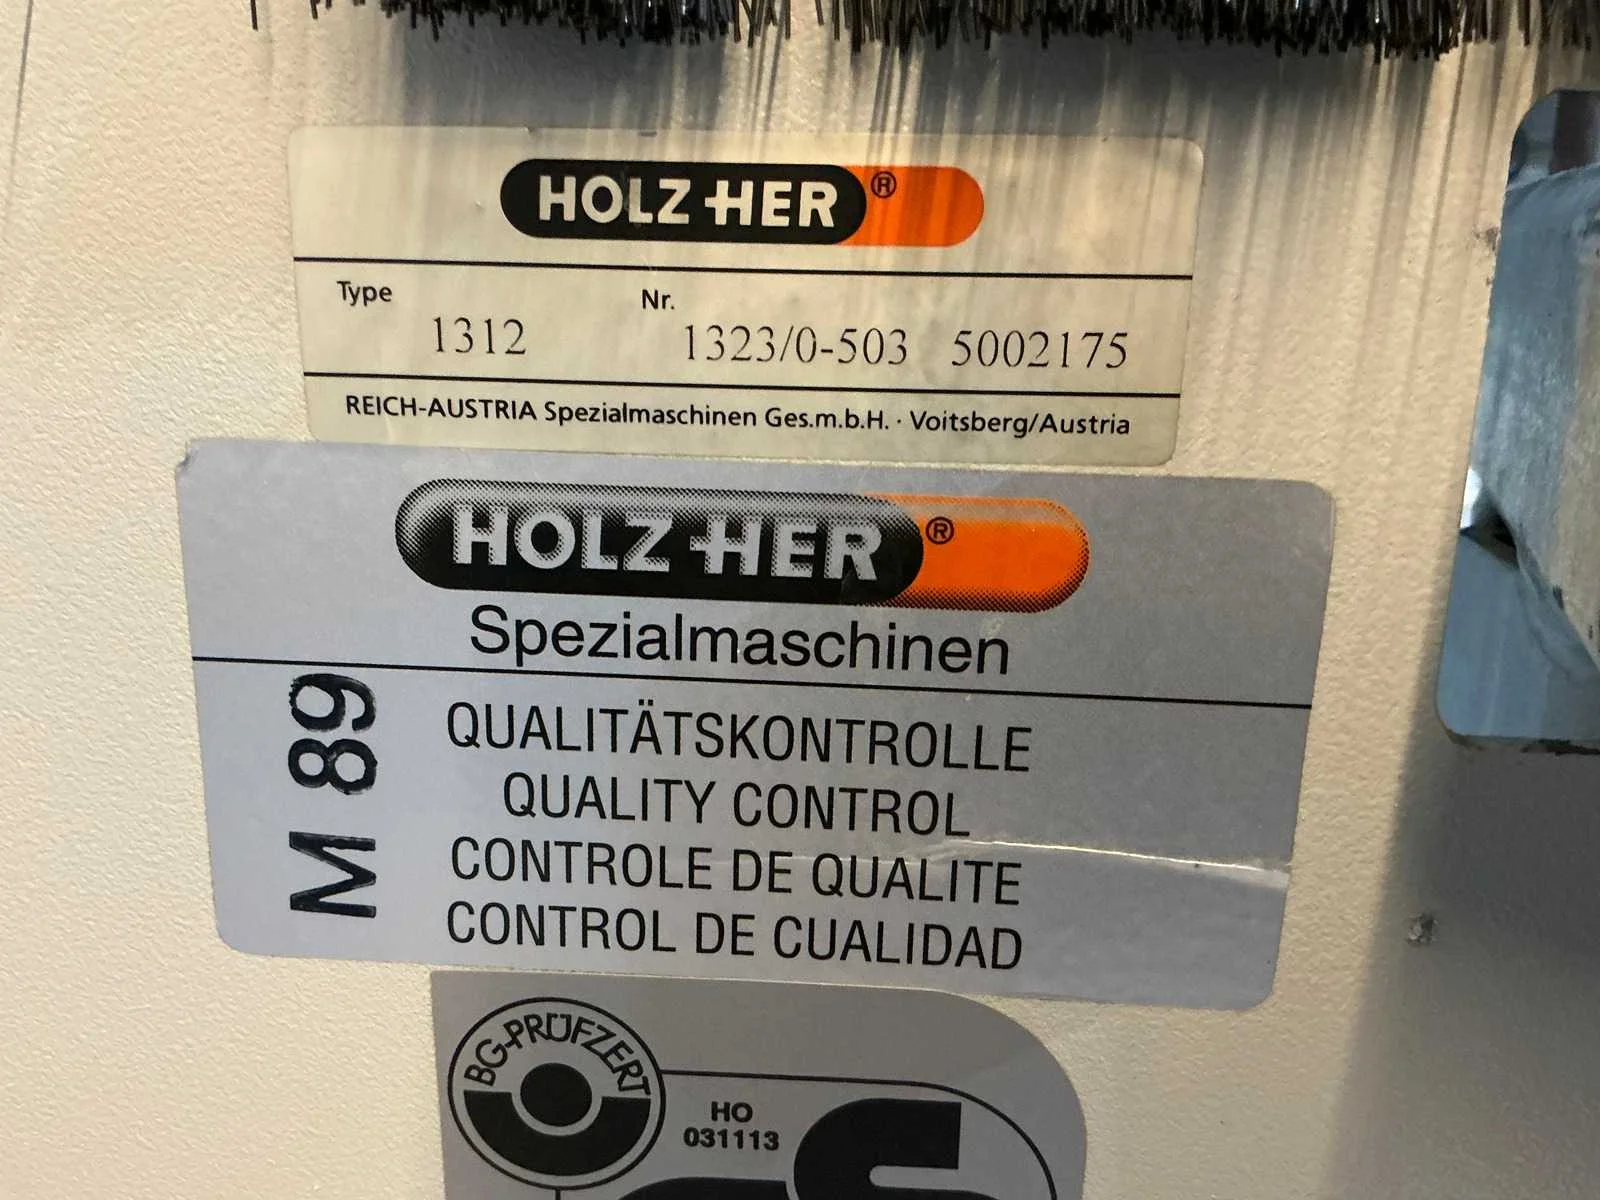 HOLZ-HER®
Type 1312 Nr. 1323/0-503 5002175
REICH-AUSTRIA Spezialmaschinen Ges.m.b.H. · Voitsberg/Austria
HOLZ-HER®
Spezialmaschinen
M 89
QUALITÄTSKONTROLLE
QUALITY CONTROL
CONTROLE DE QUALITE
CONTROL DE CUALIDAD
BG-PRÜFZERT
HO
031113